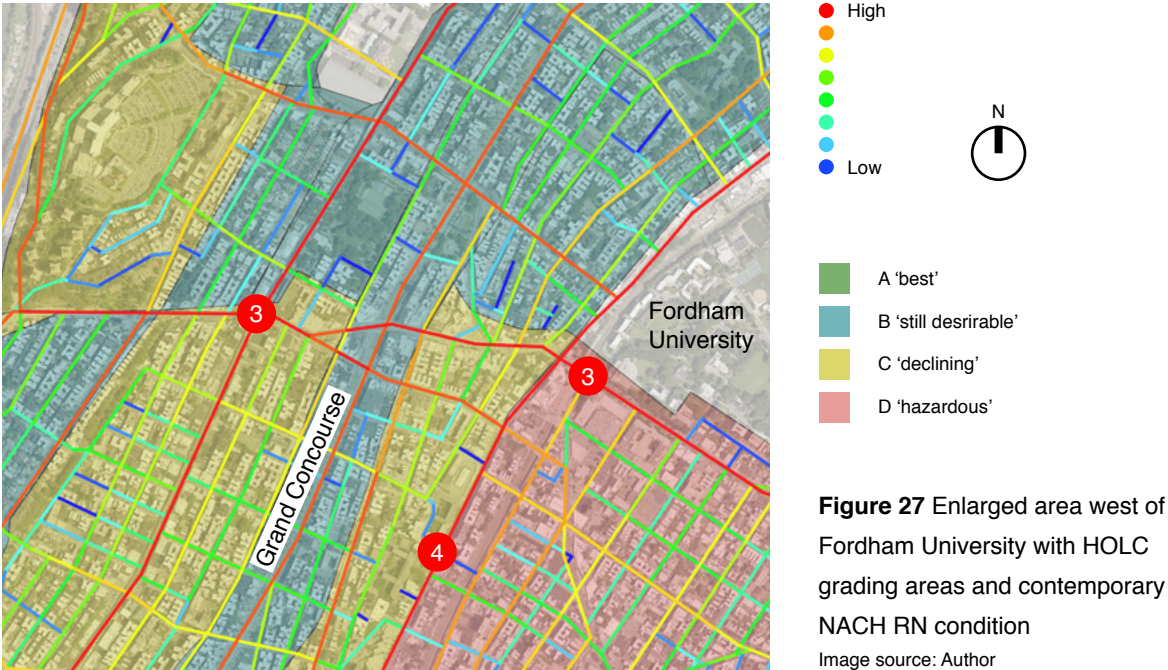 High
Low
N
3
Fordham
University
3
Grand Concourse
4
A ‘best’
B ‘still desrirable’
C ‘declining’
D ‘hazardous’
Figure 27 Enlarged area west of
Fordham University with HOLC
grading areas and contemporary
NACH RN condition
Image source: Author